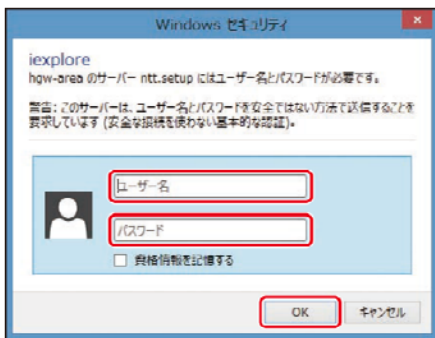 Windows セキュリティ
iexplore
hgw-area のサーバー ntt.setup にはユーザー名とパスワードが必要です。
警告: このサーバーは、ユーザー名とパスワードを安全ではない方法で送信することを
要求しています (安全な接続を使わない基本的な認証)。
ユーザー名
パスワード
資格情報を記憶する
OK
キャンセル